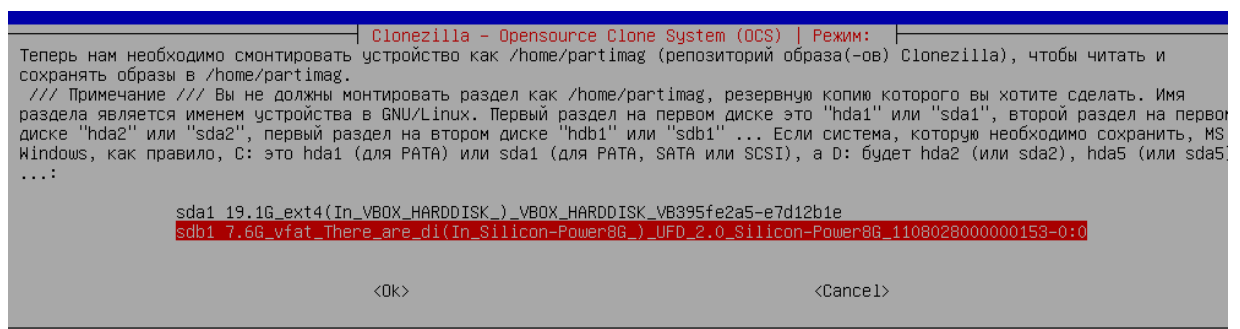 Clonezilla - Opensource Clone System (OCS) | Режим:
Теперь нам необходимо смонтировать устройство как /home/partimag (репозиторий образа(-ов) Clonezilla), чтобы читать и
сохранять образы в /home/partimag.
/// Примечание /// Вы не должны монтировать раздел как /home/partimag, резервную копию которого вы хотите сделать. Имя
раздела является именем устройства в GNU/Linux. Первый раздел на первом диске это "hda1" или "sda1", второй раздел на первом
диске "hda2" или "sda2", первый раздел на втором диске "hdb1" или "sdb1" ... Если система, которую необходимо сохранить, MS
Windows, как правило, C: это hda1 (для PATA) или sda1 (для PATA, SATA или SCSI), а D: будет hda2 (или sda2), hda5 (или sda5)
...:
sda1 19.1G_ext4(In_VBOX_HARDDISK_)_VBOX_HARDDISK_VB395fe2a5-e7d12b1e
sdb1 7.6G_vfat_There_are_di(In_Silicon-Power8G_)_UFD_2.0_Silicon-Power8G_1108028000000153-0:0
<Ok> <Cancel>